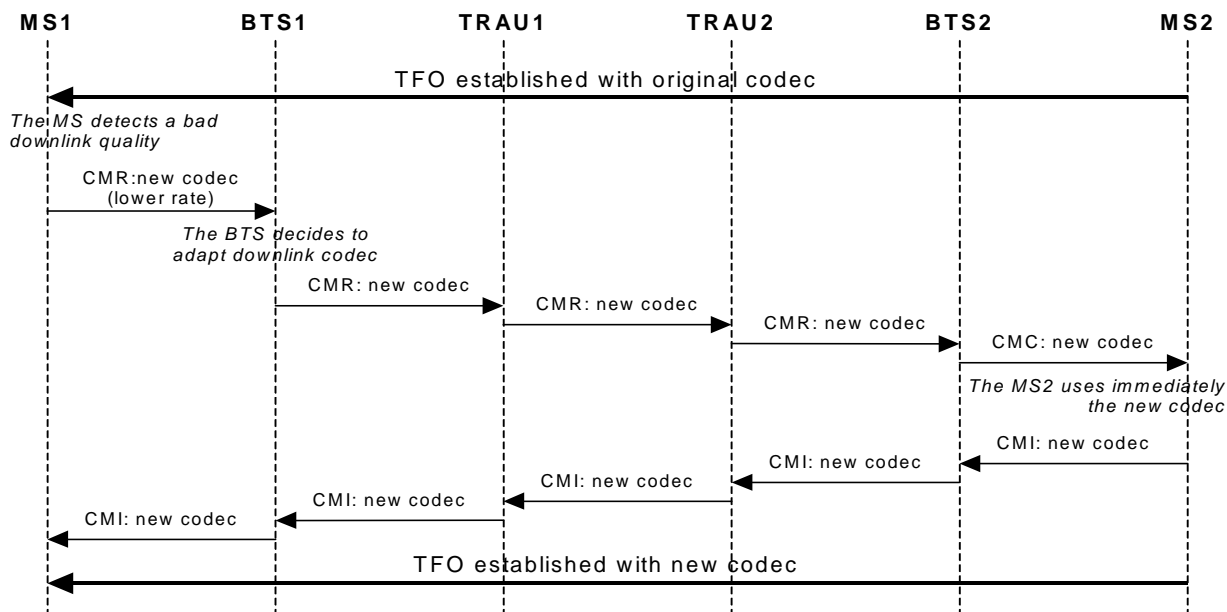 MS1 BTS1 TRAU1 TRAU2 BTS2 MS2
TFO established with original codec
The MS detects a bad
downlink quality
CMR:new codec
(lower rate)
The BTS decides to
adapt downlink codec
CMR: new codec
CMR: new codec
CMR: new codec
CMC: new codec
The MS2 uses immediately
the new codec
CMI: new codec
CMI: new codec
CMI: new codec
CMI: new codec
CMI: new codec
TFO established with new codec